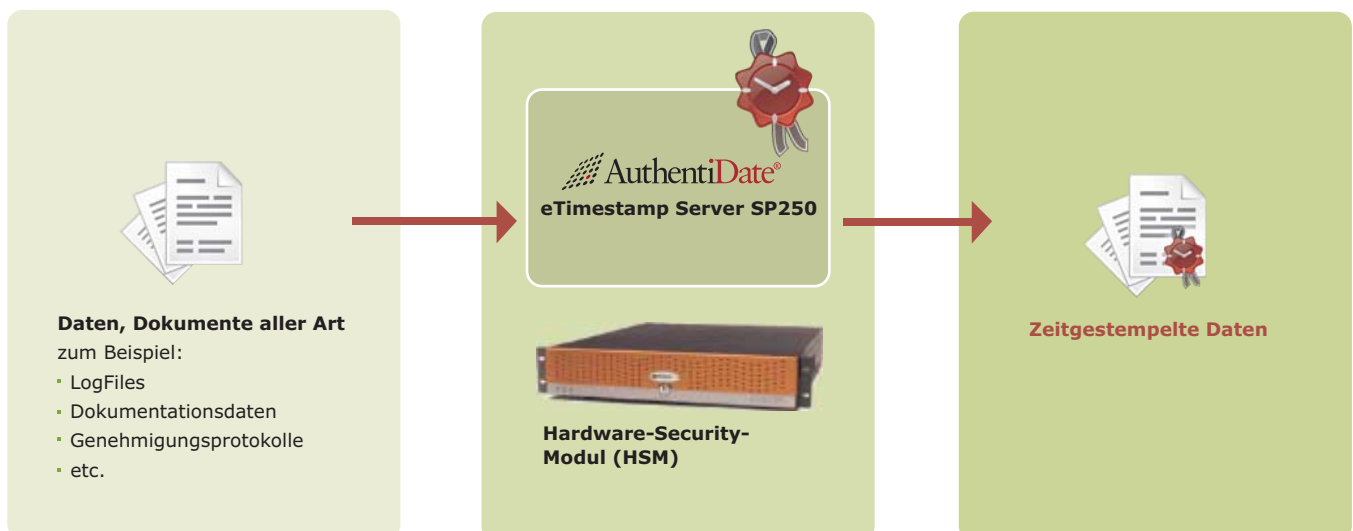 Daten, Dokumente aller Art
zum Beispiel:
LogFiles
Dokumentationsdaten
Genehmigungsprotokolle
etc.
AuthentiDate®
eTimestamp Server SP250
Hardware-Security-
Modul (HSM)
Zeitgestempelte Daten